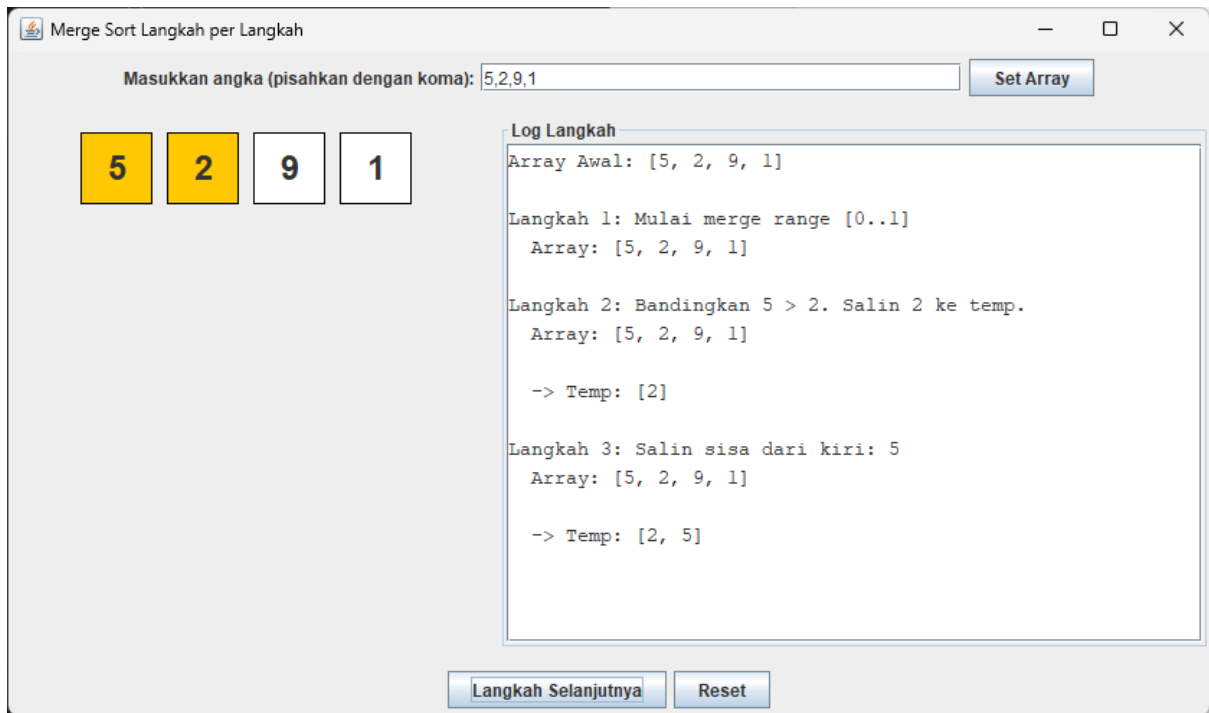 Merge Sort Langkah per Langkah
Masukkan angka (pisahkan dengan koma): 5,2,9,1 Set Array
5 2 9 1
Log Langkah
Array Awal: [5, 2, 9, 1]
Langkah 1: Mulai merge range [0..1]
Array: [5, 2, 9, 1]
Langkah 2: Bandingkan 5 > 2. Salin 2 ke temp.
Array: [5, 2, 9, 1]
-> Temp: [2]
Langkah 3: Salin sisa dari kiri: 5
Array: [5, 2, 9, 1]
-> Temp: [2, 5]
Langkah Selanjutnya Reset